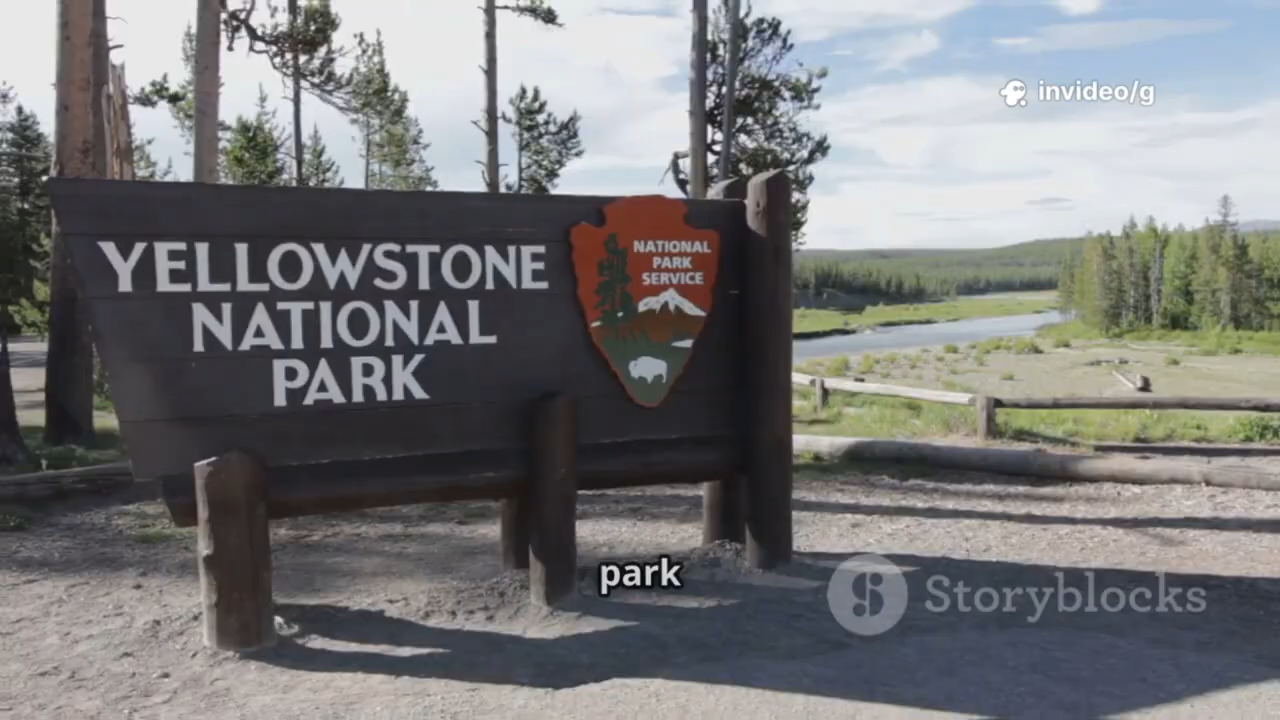 invideo/g
YELLOWSTONE
NATIONAL
PARK
NATIONAL
PARK
SERVICE
park
Storyblocks